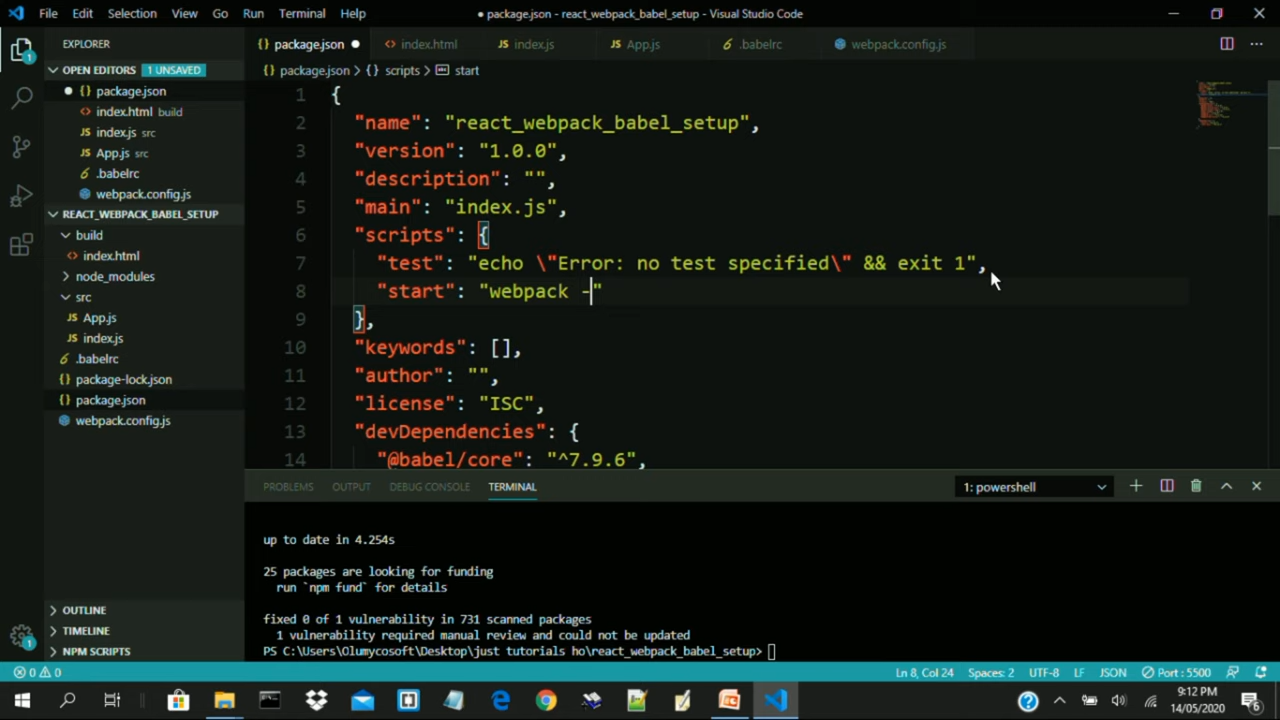 File Edit Selection View Go Run Terminal Help
● package.json - react_webpack_babel_setup - Visual Studio Code
EXPLORER
OPEN EDITORS 1 UNSAVED
{} package.json
<> index.html build
JS index.js src
JS App.js src
.babelrc
webpack.config.js
REACT_WEBPACK_BABEL_SETUP
build
<> index.html
node_modules
src
JS App.js
JS index.js
.babelrc
{} package-lock.json
{} package.json
webpack.config.js
OUTLINE
TIMELINE
NPM SCRIPTS
{} package.json ● <> index.html JS index.js JS App.js .babelrc webpack.config.js
{} package.json > {} scripts > start
1 {
2 "name": "react_webpack_babel_setup",
3 "version": "1.0.0",
4 "description": "",
5 "main": "index.js",
6 "scripts": {
7 "test": "echo \"Error: no test specified\" && exit 1",
8 "start": "webpack -"
9 },
10 "keywords": [],
11 "author": "",
12 "license": "ISC",
13 "devDependencies": {
14 "@babel/core": "^7.9.6",
PROBLEMS OUTPUT DEBUG CONSOLE TERMINAL 1: powershell
up to date in 4.254s
25 packages are looking for funding
run `npm fund` for details
fixed 0 of 1 vulnerability in 731 scanned packages
1 vulnerability required manual review and could not be updated
PS C:\Users\Olumycosoft\Desktop\just tutorials ho\react_webpack_babel_setup>
0 0 Ln 8, Col 24 Spaces: 2 UTF-8 LF JSON Port : 5500
9:12 PM
14/05/2020
6